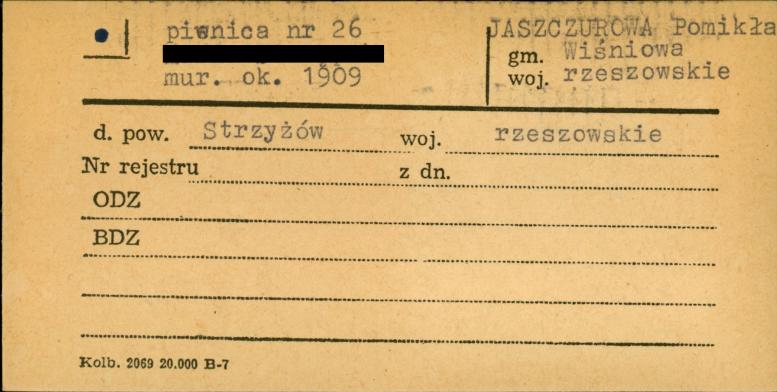 piwnica nr 26
mur. ok. 1909
JASZCZUROWA Pomikła
gm. Wiśniowa
woj. rzeszowskie
d. pow. Strzyżów woj. rzeszowskie
Nr rejestru z dn.
ODZ
BDZ
Kolb. 2069 20.000 B-7